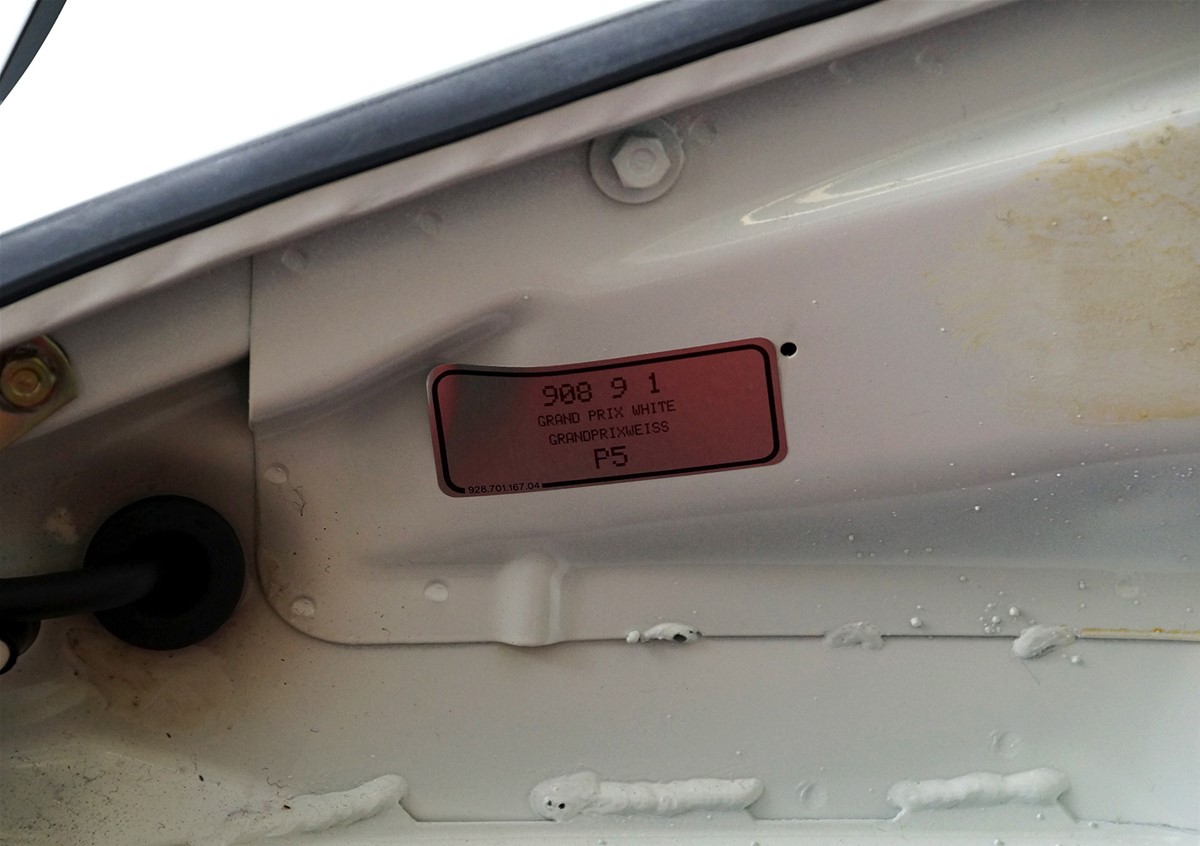 908 9 1
GRAND PRIX WHITE
GRANDPRIXWEISS
P5
928.701.167.04